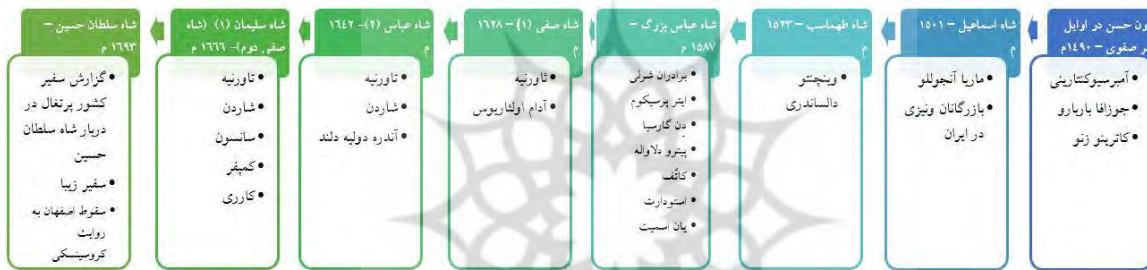 ون حسن در اوایل
ر صفوی – ۱۴۹۰م
• آمبرسیوکنتارینی
• جوزافا باربارو
• کاترینو زنو
شاه اسماعیل – ۱۵۰۱
م
• ماریا آنجوللو
• بازرگانان ونیزی
در ایران
شاه طهماسب – ۱۵۲۳
م
• وینچنتو
دالساندری
شاه عباس بزرگ –
۱۵۸۷ م
• برادران شرلی
• ایتر پرسیکوم
• دن گارسیا
• پیترو دلاواله
• کاتف
• استودارت
• یان اسمیت
شاه صفی (۱) – ۱۶۲۸
م
• تاورنیه
• آدام اولئاریوس
شاه عباس (۲)– ۱۶۴۲
م
• تاورنیه
• شاردن
• آندره دولیه دلند
شاه سلیمان (۱) (شاه
صفی دوم)– ۱۶۶۶ م
• تاورنیه
• شاردن
• سانسون
• کمپفر
• کارری
شاه سلطان حسین –
۱۶۹۳ م
• گزارش سفیر
کشور پرتغال در
دربار شاه سلطان
حسین
• سفیر زیبا
• سقوط اصفهان به
روایت
کروسینسکی